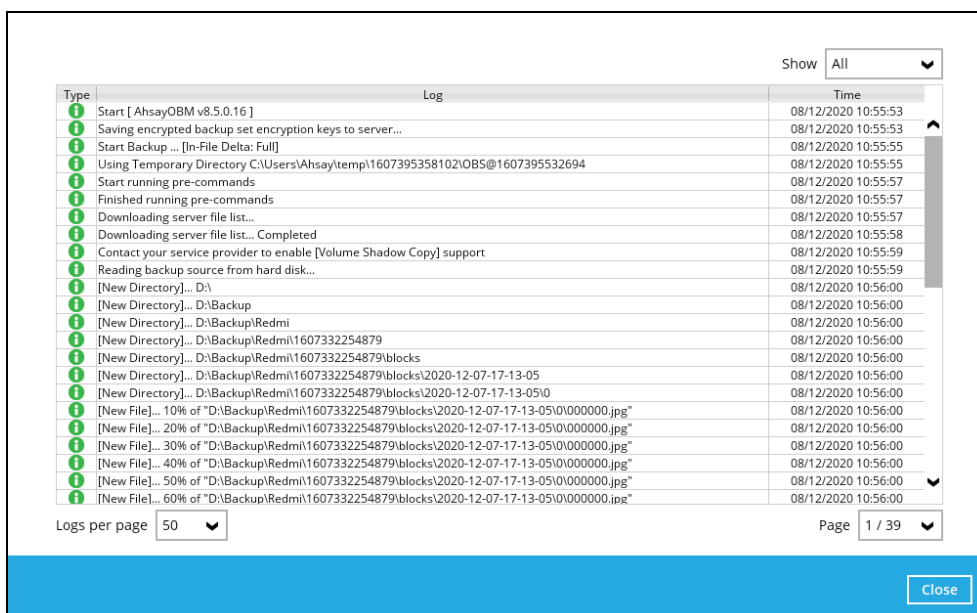 Show All
Type Log Time
Start [ AhsayOBM v8.5.0.16 ] 08/12/2020 10:55:53
Saving encrypted backup set encryption keys to server... 08/12/2020 10:55:53
Start Backup ... [In-File Delta: Full] 08/12/2020 10:55:55
Using Temporary Directory C:\Users\Ahsay\temp\1607395358102\OBS@1607395532694 08/12/2020 10:55:55
Start running pre-commands 08/12/2020 10:55:57
Finished running pre-commands 08/12/2020 10:55:57
Downloading server file list... 08/12/2020 10:55:57
Downloading server file list... Completed 08/12/2020 10:55:58
Contact your service provider to enable [Volume Shadow Copy] support 08/12/2020 10:55:59
Reading backup source from hard disk... 08/12/2020 10:55:59
[New Directory]... D:\ 08/12/2020 10:56:00
[New Directory]... D:\Backup 08/12/2020 10:56:00
[New Directory]... D:\Backup\Redmi 08/12/2020 10:56:00
[New Directory]... D:\Backup\Redmi\1607332254879 08/12/2020 10:56:00
[New Directory]... D:\Backup\Redmi\1607332254879\blocks 08/12/2020 10:56:00
[New Directory]... D:\Backup\Redmi\1607332254879\blocks\2020-12-07-17-13-05 08/12/2020 10:56:00
[New Directory]... D:\Backup\Redmi\1607332254879\blocks\2020-12-07-17-13-05\0 08/12/2020 10:56:00
[New File]... 10% of "D:\Backup\Redmi\1607332254879\blocks\2020-12-07-17-13-05\0\000000.jpg" 08/12/2020 10:56:00
[New File]... 20% of "D:\Backup\Redmi\1607332254879\blocks\2020-12-07-17-13-05\0\000000.jpg" 08/12/2020 10:56:00
[New File]... 30% of "D:\Backup\Redmi\1607332254879\blocks\2020-12-07-17-13-05\0\000000.jpg" 08/12/2020 10:56:00
[New File]... 40% of "D:\Backup\Redmi\1607332254879\blocks\2020-12-07-17-13-05\0\000000.jpg" 08/12/2020 10:56:00
[New File]... 50% of "D:\Backup\Redmi\1607332254879\blocks\2020-12-07-17-13-05\0\000000.jpg" 08/12/2020 10:56:00
[New File]... 60% of "D:\Backup\Redmi\1607332254879\blocks\2020-12-07-17-13-05\0\000000.jpg" 08/12/2020 10:56:00
Logs per page 50 Page 1 / 39
Close